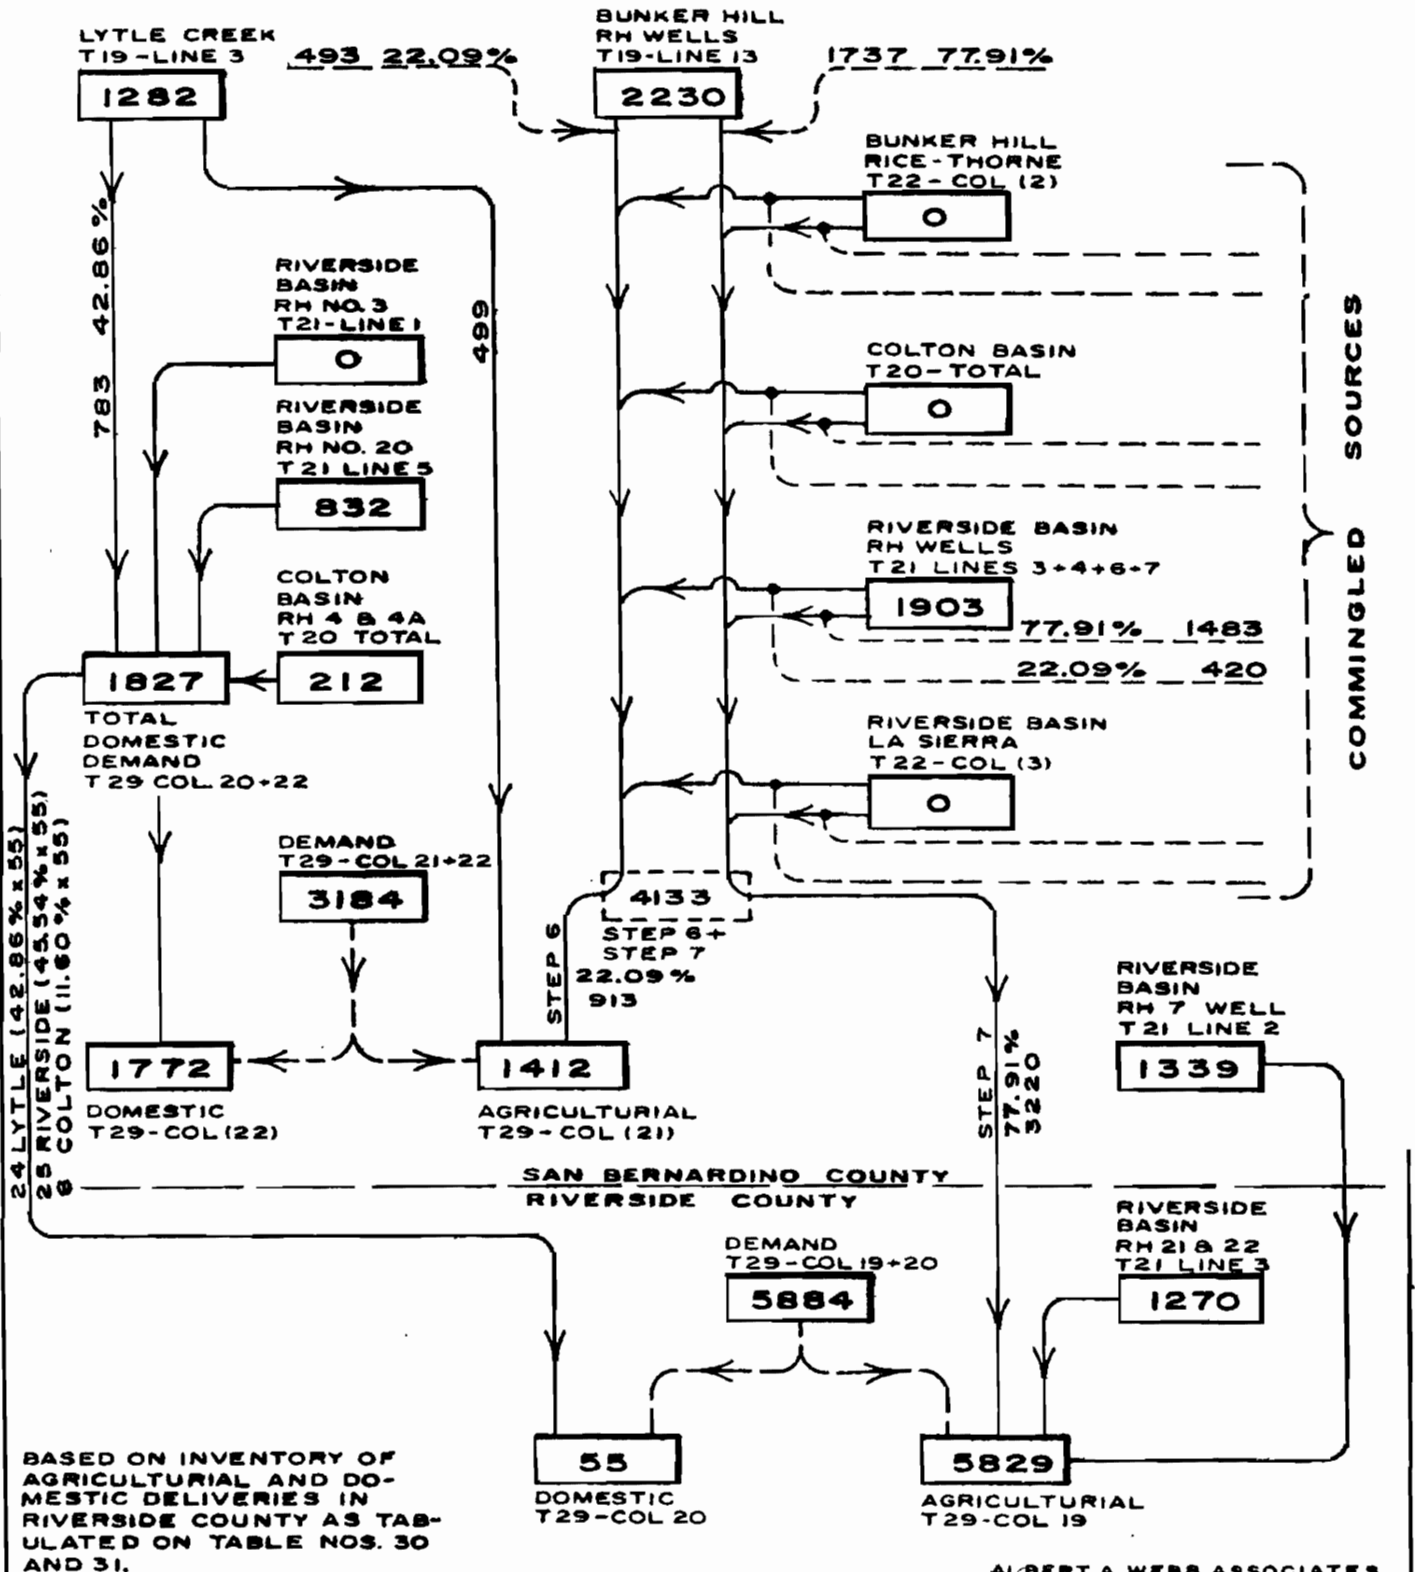 LYTLE CREEK
T19-LINE 3
1282
493 22.09%
BUNKER HILL
RH WELLS
T19-LINE 13
2230
1737 77.91%
BUNKER HILL
RICE-THORNE
T22-COL (2)
0
783 42.86%
499
RIVERSIDE
BASIN
RH NO. 3
T21-LINE 1
0
RIVERSIDE
BASIN
RH NO. 20
T21 LINE 5
832
COLTON
BASIN
RH 4 & 4A
T20 TOTAL
212
1827
TOTAL
DOMESTIC
DEMAND
T29 COL. 20+22
COLTON BASIN
T20-TOTAL
0
RIVERSIDE BASIN
RH WELLS
T21 LINES 3+4+6+7
1903
77.91% 1483
22.09% 420
RIVERSIDE BASIN
LA SIERRA
T22-COL (3)
0
COMMINGLED SOURCES
24 LYTLE (42.86% x 55)
25 RIVERSIDE (45.54% x 55)
6 COLTON (11.60% x 55)
DEMAND
T29-COL 21+22
3184
4133
STEP 6+
STEP 7
STEP 6
22.09%
913
1772
DOMESTIC
T29-COL (22)
1412
AGRICULTURIAL
T29-COL (21)
STEP 7
77.91%
3220
RIVERSIDE
BASIN
RH 7 WELL
T21 LINE 2
1339
SAN BERNARDINO COUNTY
RIVERSIDE COUNTY
DEMAND
T29-COL 19+20
5884
RIVERSIDE
BASIN
RH 21 & 22
T21 LINE 3
1270
55
DOMESTIC
T29-COL 20
5829
AGRICULTURIAL
T29-COL 19
BASED ON INVENTORY OF
AGRICULTURIAL AND DO-
MESTIC DELIVERIES IN
RIVERSIDE COUNTY AS TAB-
ULATED ON TABLE NOS. 30
AND 31.
ALBERT A. WEBB ASSOCIATES